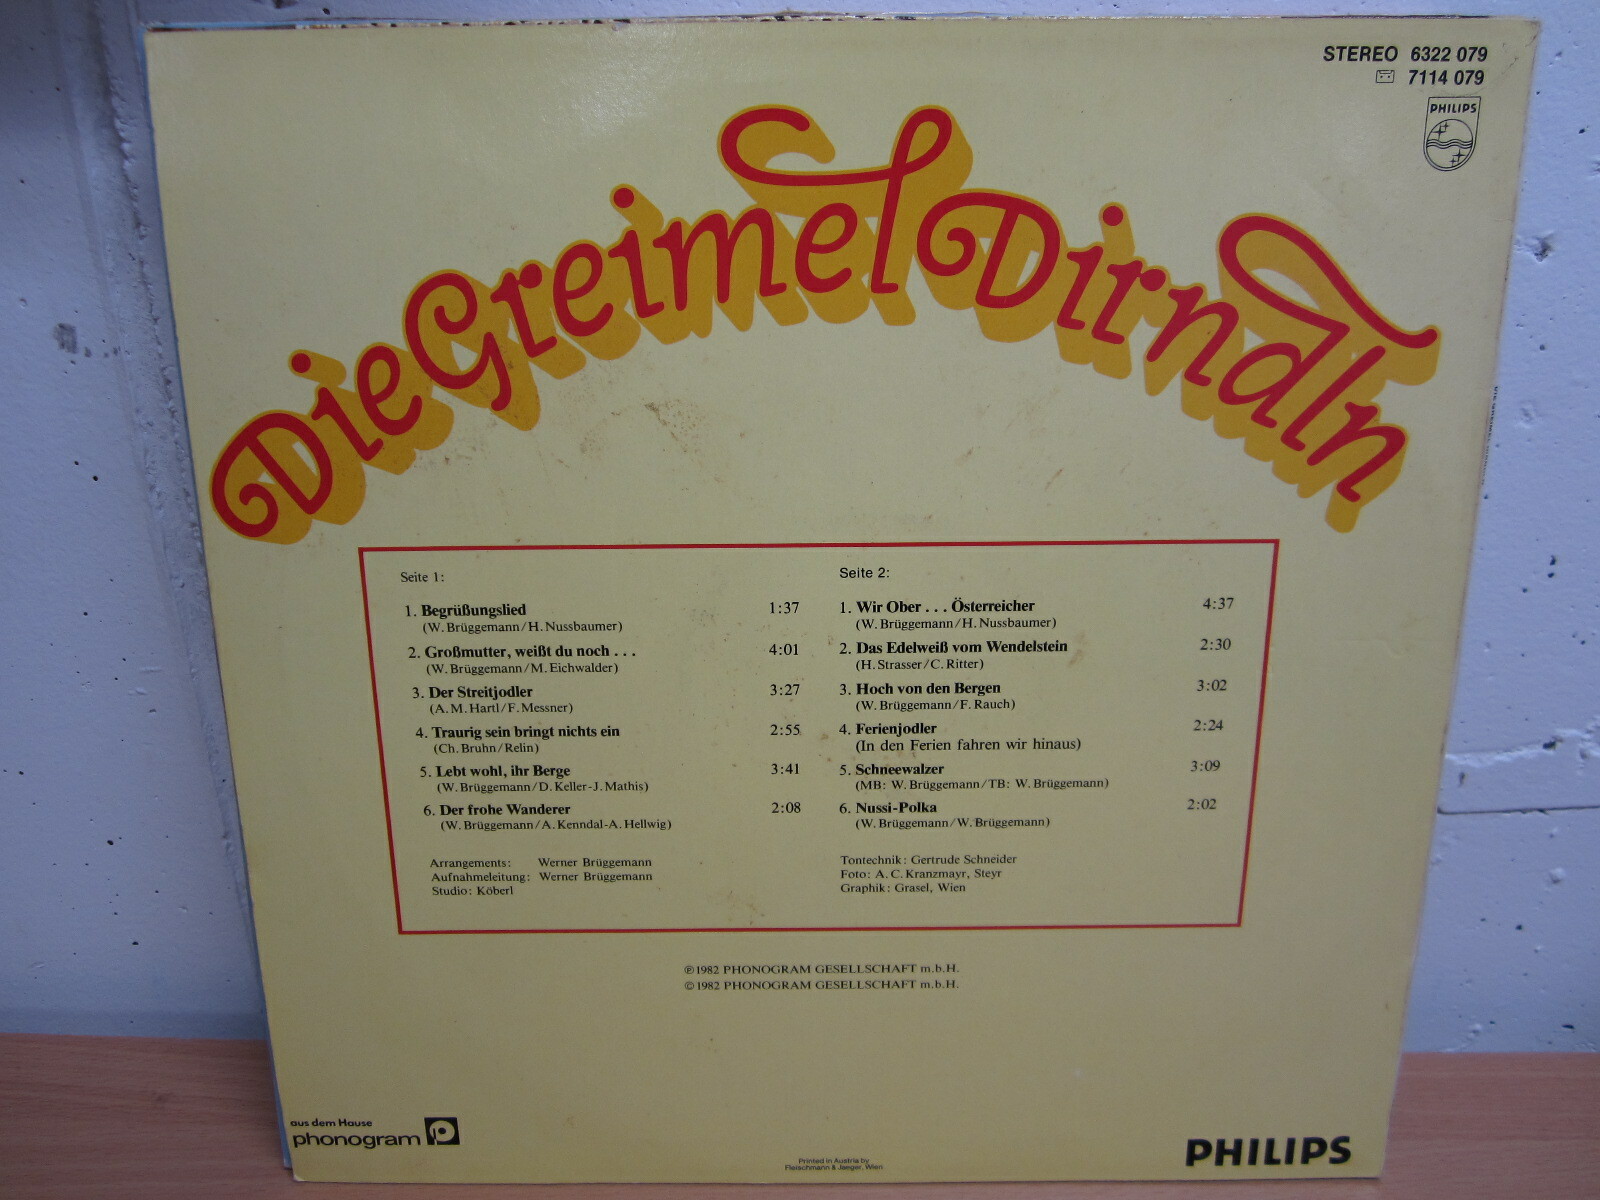 STEREO 6322 079
7114 079
PHILIPS
Die Greimel Dirndln
Seite 1:
1. Begrüßungslied 1:37
(W. Brüggemann/H. Nussbaumer)
2. Großmutter, weißt du noch . . . 4:01
(W. Brüggemann/M. Eichwalder)
3. Der Streitjodler 3:27
(A. M. Hartl/F. Messner)
4. Traurig sein bringt nichts ein 2:55
(Ch. Bruhn/Relin)
5. Lebt wohl, ihr Berge 3:41
(W. Brüggemann/D. Keller-J. Mathis)
6. Der frohe Wanderer 2:08
(W. Brüggemann/A. Kenndal-A. Hellwig)
Arrangements: Werner Brüggemann
Aufnahmeleitung: Werner Brüggemann
Studio: Köberl
Seite 2:
1. Wir Ober . . . Österreicher 4:37
(W. Brüggemann/H. Nussbaumer)
2. Das Edelweiß vom Wendelstein 2:30
(H. Strasser/C. Ritter)
3. Hoch von den Bergen 3:02
(W. Brüggemann/F. Rauch)
4. Ferienjodler 2:24
(In den Ferien fahren wir hinaus)
5. Schneewalzer 3:09
(MB: W. Brüggemann/TB: W. Brüggemann)
6. Nussi-Polka 2:02
(W. Brüggemann/W. Brüggemann)
Tontechnik: Gertrude Schneider
Foto: A. C. Kranzmayr, Steyr
Graphik: Grasel, Wien
℗ 1982 PHONOGRAM GESELLSCHAFT m.b.H.
© 1982 PHONOGRAM GESELLSCHAFT m.b.H.
aus dem Hause
phonogram
Printed in Austria by
Fleischmann & Jaeger, Wien
PHILIPS